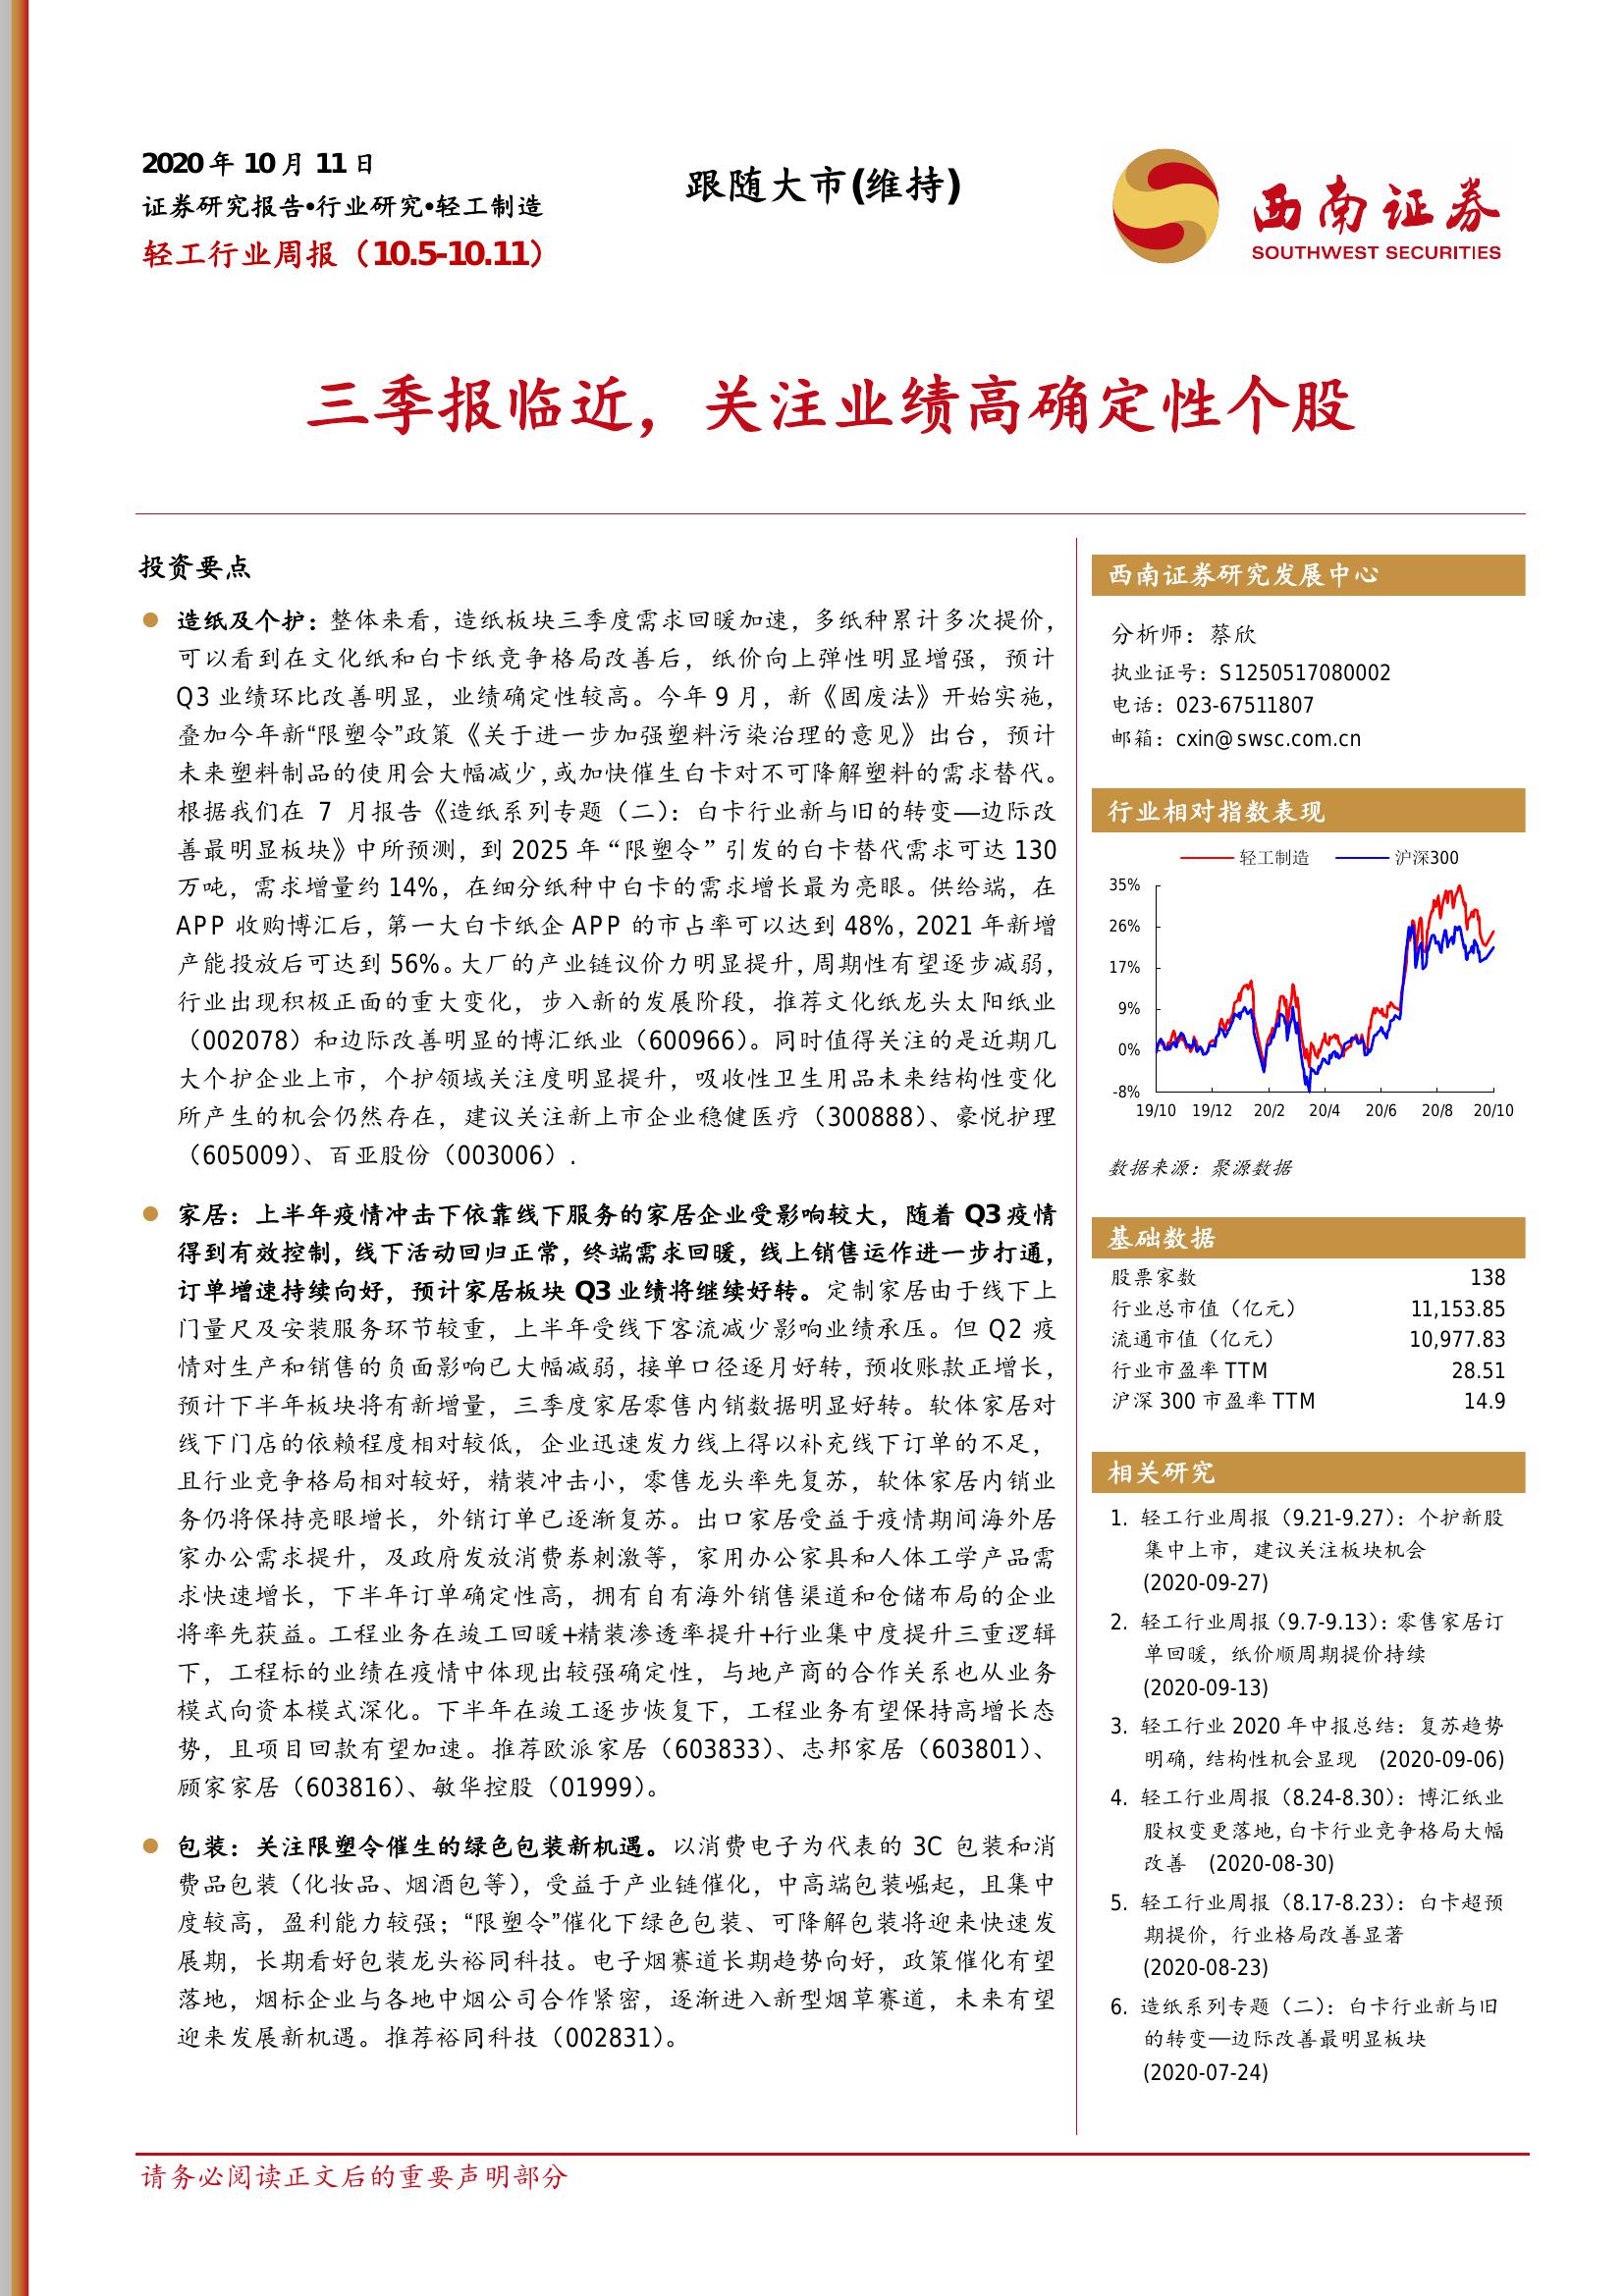 2020 年 10 月 11 日
证券研究报告•行业研究•轻工制造
轻工行业周报（10.5-10.11）
跟随大市(维持)
西南证券
SOUTHWEST SECURITIES
三季报临近，关注业绩高确定性个股
投资要点
造纸及个护：整体来看，造纸板块三季度需求回暖加速，多纸种累计多次提价，
可以看到在文化纸和白卡纸竞争格局改善后，纸价向上弹性明显增强，预计
Q3 业绩环比改善明显，业绩确定性较高。今年 9 月，新《固废法》开始实施，
叠加今年新“限塑令”政策《关于进一步加强塑料污染治理的意见》出台，预计
未来塑料制品的使用会大幅减少，或加快催生白卡对不可降解塑料的需求替代。
根据我们在 7 月报告《造纸系列专题（二）：白卡行业新与旧的转变—边际改
善最明显板块》中所预测，到 2025 年“限塑令”引发的白卡替代需求可达 130
万吨，需求增量约 14%，在细分纸种中白卡的需求增长最为亮眼。供给端，在
APP 收购博汇后，第一大白卡纸企 APP 的市占率可以达到 48%，2021 年新增
产能投放后可达到 56%。大厂的产业链议价力明显提升，周期性有望逐步减弱，
行业出现积极正面的重大变化，步入新的发展阶段，推荐文化纸龙头太阳纸业
（002078）和边际改善明显的博汇纸业（600966）。同时值得关注的是近期几
大个护企业上市，个护领域关注度明显提升，吸收性卫生用品未来结构性变化
所产生的机会仍然存在，建议关注新上市企业稳健医疗（300888）、豪悦护理
（605009）、百亚股份（003006）.
家居：上半年疫情冲击下依靠线下服务的家居企业受影响较大，随着 Q3 疫情
得到有效控制，线下活动回归正常，终端需求回暖，线上销售运作进一步打通，
订单增速持续向好，预计家居板块 Q3 业绩将继续好转。定制家居由于线下上
门量尺及安装服务环节较重，上半年受线下客流减少影响业绩承压。但 Q2 疫
情对生产和销售的负面影响已大幅减弱，接单口径逐月好转，预收账款正增长，
预计下半年板块将有新增量，三季度家居零售内销数据明显好转。软体家居对
线下门店的依赖程度相对较低，企业迅速发力线上得以补充线下订单的不足，
且行业竞争格局相对较好，精装冲击小，零售龙头率先复苏，软体家居内销业
务仍将保持亮眼增长，外销订单已逐渐复苏。出口家居受益于疫情期间海外居
家办公需求提升，及政府发放消费券刺激等，家用办公家具和人体工学产品需
求快速增长，下半年订单确定性高，拥有自有海外销售渠道和仓储布局的企业
将率先获益。工程业务在竣工回暖+精装渗透率提升+行业集中度提升三重逻辑
下，工程标的业绩在疫情中体现出较强确定性，与地产商的合作关系也从业务
模式向资本模式深化。下半年在竣工逐步恢复下，工程业务有望保持高增长态
势，且项目回款有望加速。推荐欧派家居（603833）、志邦家居（603801）、
顾家家居（603816）、敏华控股（01999）。
包装：关注限塑令催生的绿色包装新机遇。以消费电子为代表的 3C 包装和消
费品包装（化妆品、烟酒包等），受益于产业链催化，中高端包装崛起，且集中
度较高，盈利能力较强；“限塑令”催化下绿色包装、可降解包装将迎来快速发
展期，长期看好包装龙头裕同科技。电子烟赛道长期趋势向好，政策催化有望
落地，烟标企业与各地中烟公司合作紧密，逐渐进入新型烟草赛道，未来有望
迎来发展新机遇。推荐裕同科技（002831）。
西南证券研究发展中心
分析师：蔡欣
执业证号：S1250517080002
电话：023-67511807
邮箱：cxin@swsc.com.cn
行业相对指数表现
轻工制造 沪深300
35%
26%
17%
9%
0%
-8%
19/10 19/12 20/2 20/4 20/6 20/8 20/10
数据来源：聚源数据
基础数据
股票家数 138
行业总市值（亿元） 11,153.85
流通市值（亿元） 10,977.83
行业市盈率 TTM 28.51
沪深 300 市盈率 TTM 14.9
相关研究
1. 轻工行业周报（9.21-9.27）：个护新股
集中上市，建议关注板块机会
(2020-09-27)
2. 轻工行业周报（9.7-9.13）：零售家居订
单回暖，纸价顺周期提价持续
(2020-09-13)
3. 轻工行业 2020 年中报总结：复苏趋势
明确，结构性机会显现 (2020-09-06)
4. 轻工行业周报（8.24-8.30）：博汇纸业
股权变更落地，白卡行业竞争格局大幅
改善 (2020-08-30)
5. 轻工行业周报（8.17-8.23）：白卡超预
期提价，行业格局改善显著
(2020-08-23)
6. 造纸系列专题（二）：白卡行业新与旧
的转变—边际改善最明显板块
(2020-07-24)
请务必阅读正文后的重要声明部分